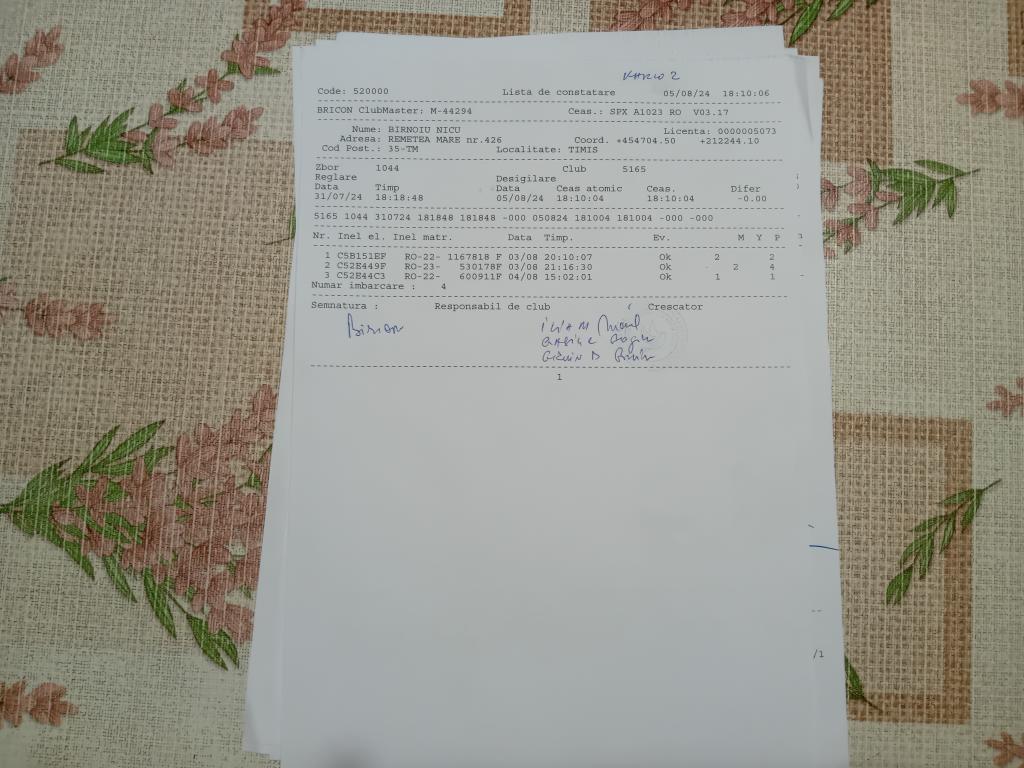 KARIO 2
Code: 520000 Lista de constatare 05/08/24 18:10:06
BRICON ClubMaster: M-44294 Ceas.: SPX A1023 RO V03.17
Nume: BIRNOIU NICU Licenta: 0000005073
Adresa: REMETEA MARE nr.426 Coord. +454704.50 +212244.10
Cod Post.: 35-TM Localitate: TIMIS
Zbor 1044 Club 5165
Reglare Desigilare
Data Timp Data Ceas atomic Ceas. Difer
31/07/24 18:18:48 05/08/24 18:10:04 18:10:04 -0.00
5165 1044 310724 181848 181848 -000 050824 181004 181004 -000 -000
Nr. Inel el. Inel matr. Data Timp. Ev. M Y P
1 C5B151EF RO-22- 1167818 F 03/08 20:10:07 Ok 2 2
2 C52E449F RO-23- 530178F 03/08 21:16:30 Ok 2 4
3 C52E44C3 RO-22- 600911F 04/08 15:02:01 Ok 1 1
Numar imbarcare : 4
Semnatura : Responsabil de club Crescator
1
/1